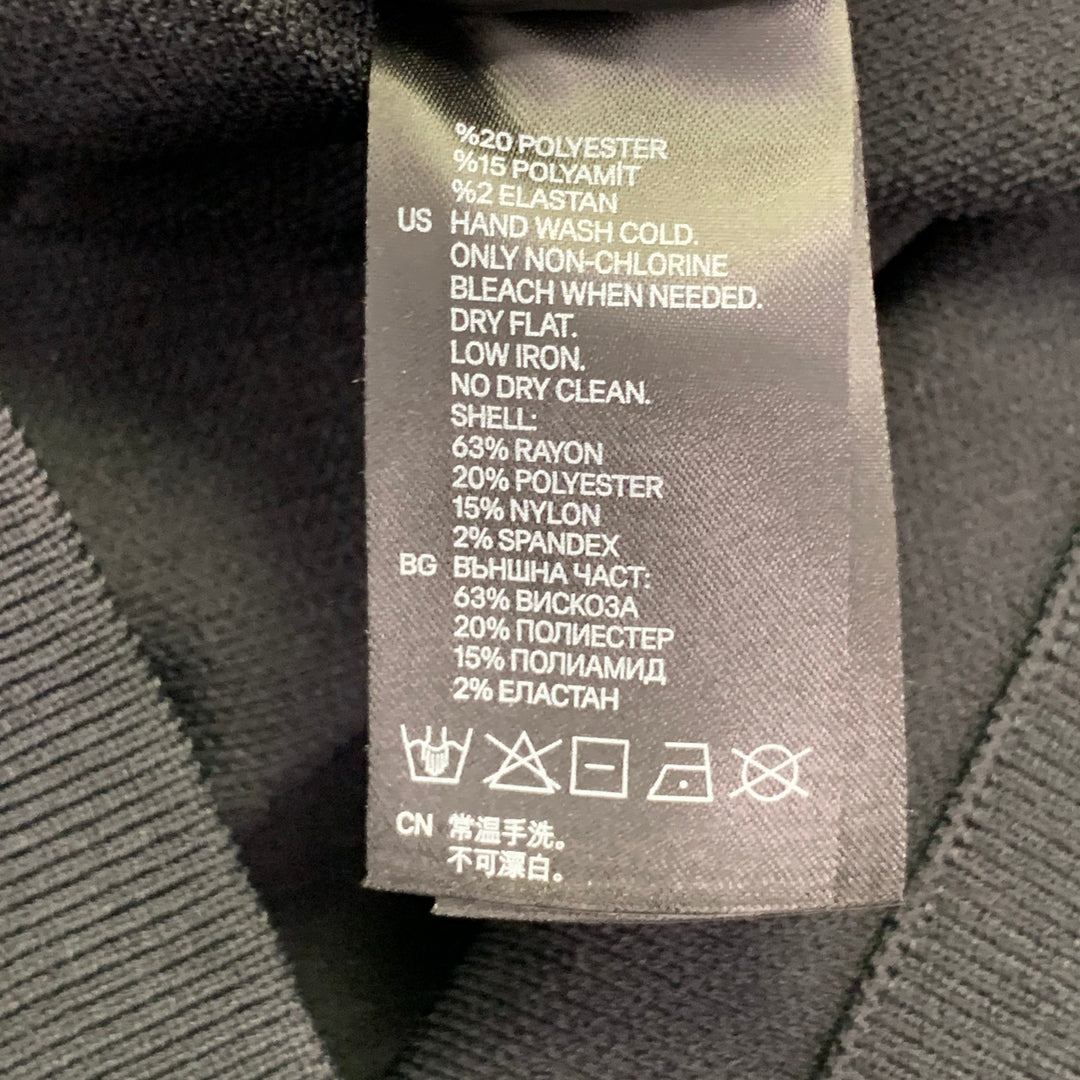 %20 POLYESTER
%15 POLYAMİT
%2 ELASTAN
US HAND WASH COLD.
ONLY NON-CHLORINE
BLEACH WHEN NEEDED.
DRY FLAT.
LOW IRON.
NO DRY CLEAN.
SHELL:
63% RAYON
20% POLYESTER
15% NYLON
2% SPANDEX
BG ВЪНШНА ЧАСТ:
63% ВИСКОЗА
20% ПОЛИЕСТЕР
15% ПОЛИАМИД
2% ЕЛАСТАН
CN 常温手洗。
不可漂白。